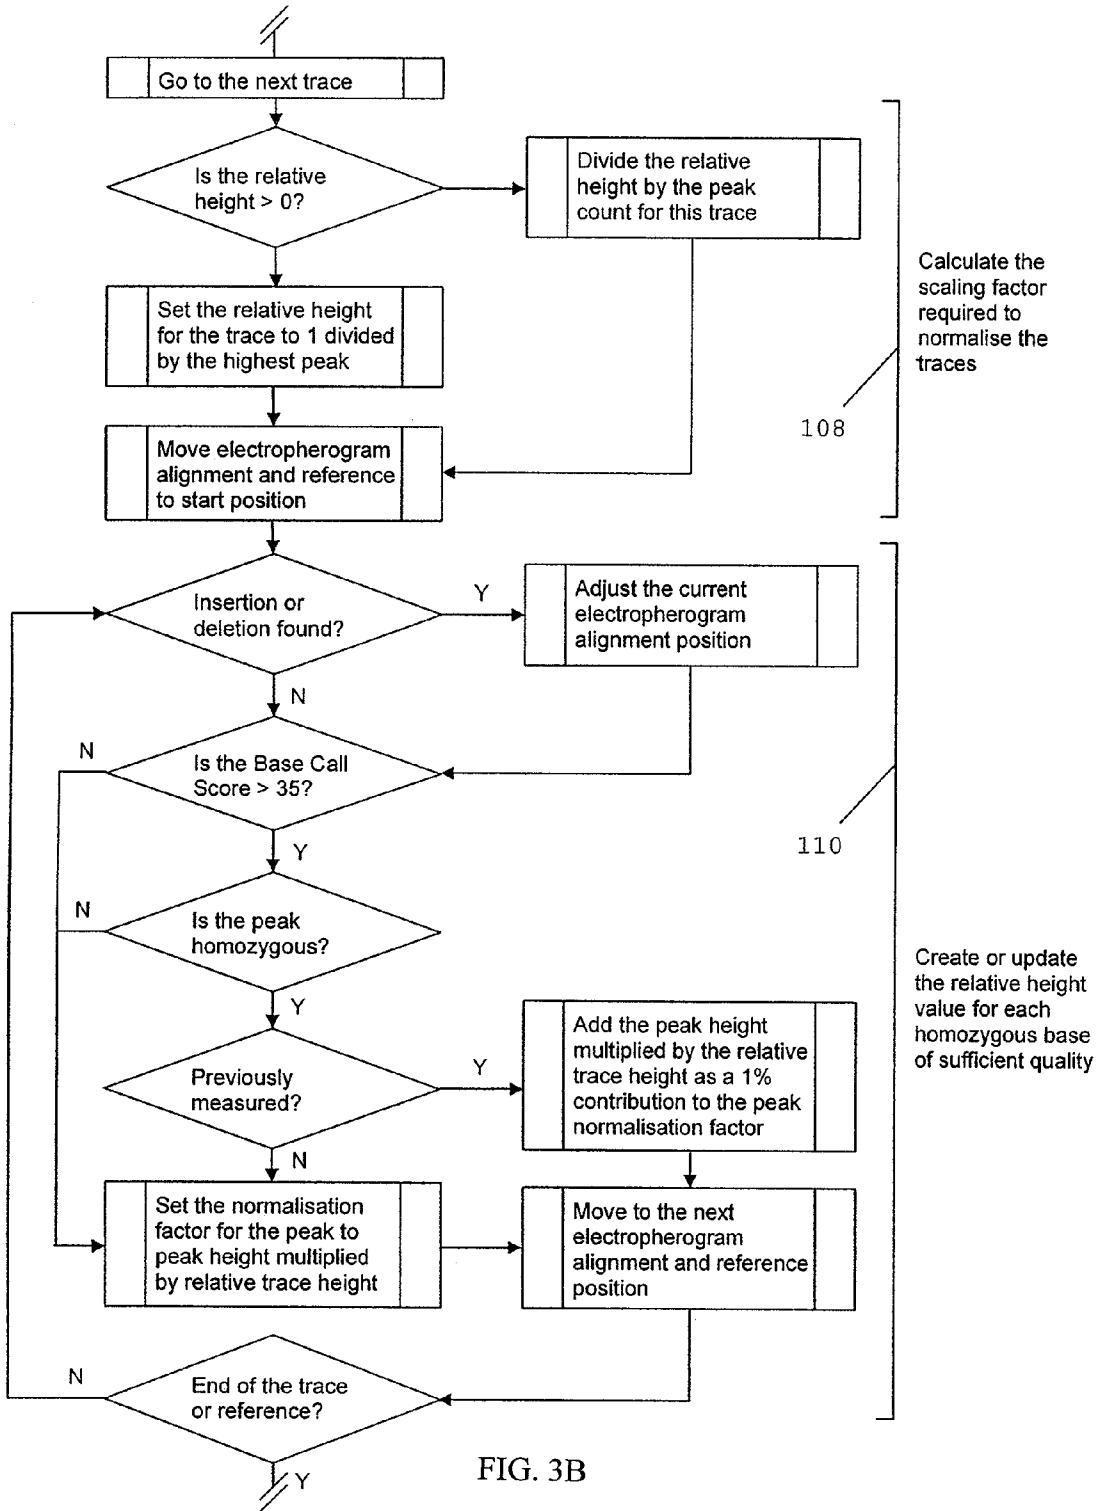 Go to the next trace
Is the relative
height > 0?
Divide the relative
height by the peak
count for this trace
Set the relative height
for the trace to 1 divided
by the highest peak
Calculate the
scaling factor
required to
normalise the
traces
108
Move electropherogram
alignment and reference
to start position
Insertion or
deletion found?
Y
Adjust the current
electropherogram
alignment position
N
N
Is the Base Call
Score > 35?
110
Y
N
Is the peak
homozygous?
Create or update
the relative height
value for each
homozygous base
of sufficient quality
Y
Previously
measured?
Y
Add the peak height
multiplied by the relative
trace height as a 1%
contribution to the peak
normalisation factor
N
Set the normalisation
factor for the peak to
peak height multiplied
by relative trace height
Move to the next
electropherogram
alignment and reference
position
N
End of the trace
or reference?
Y
FIG. 3B